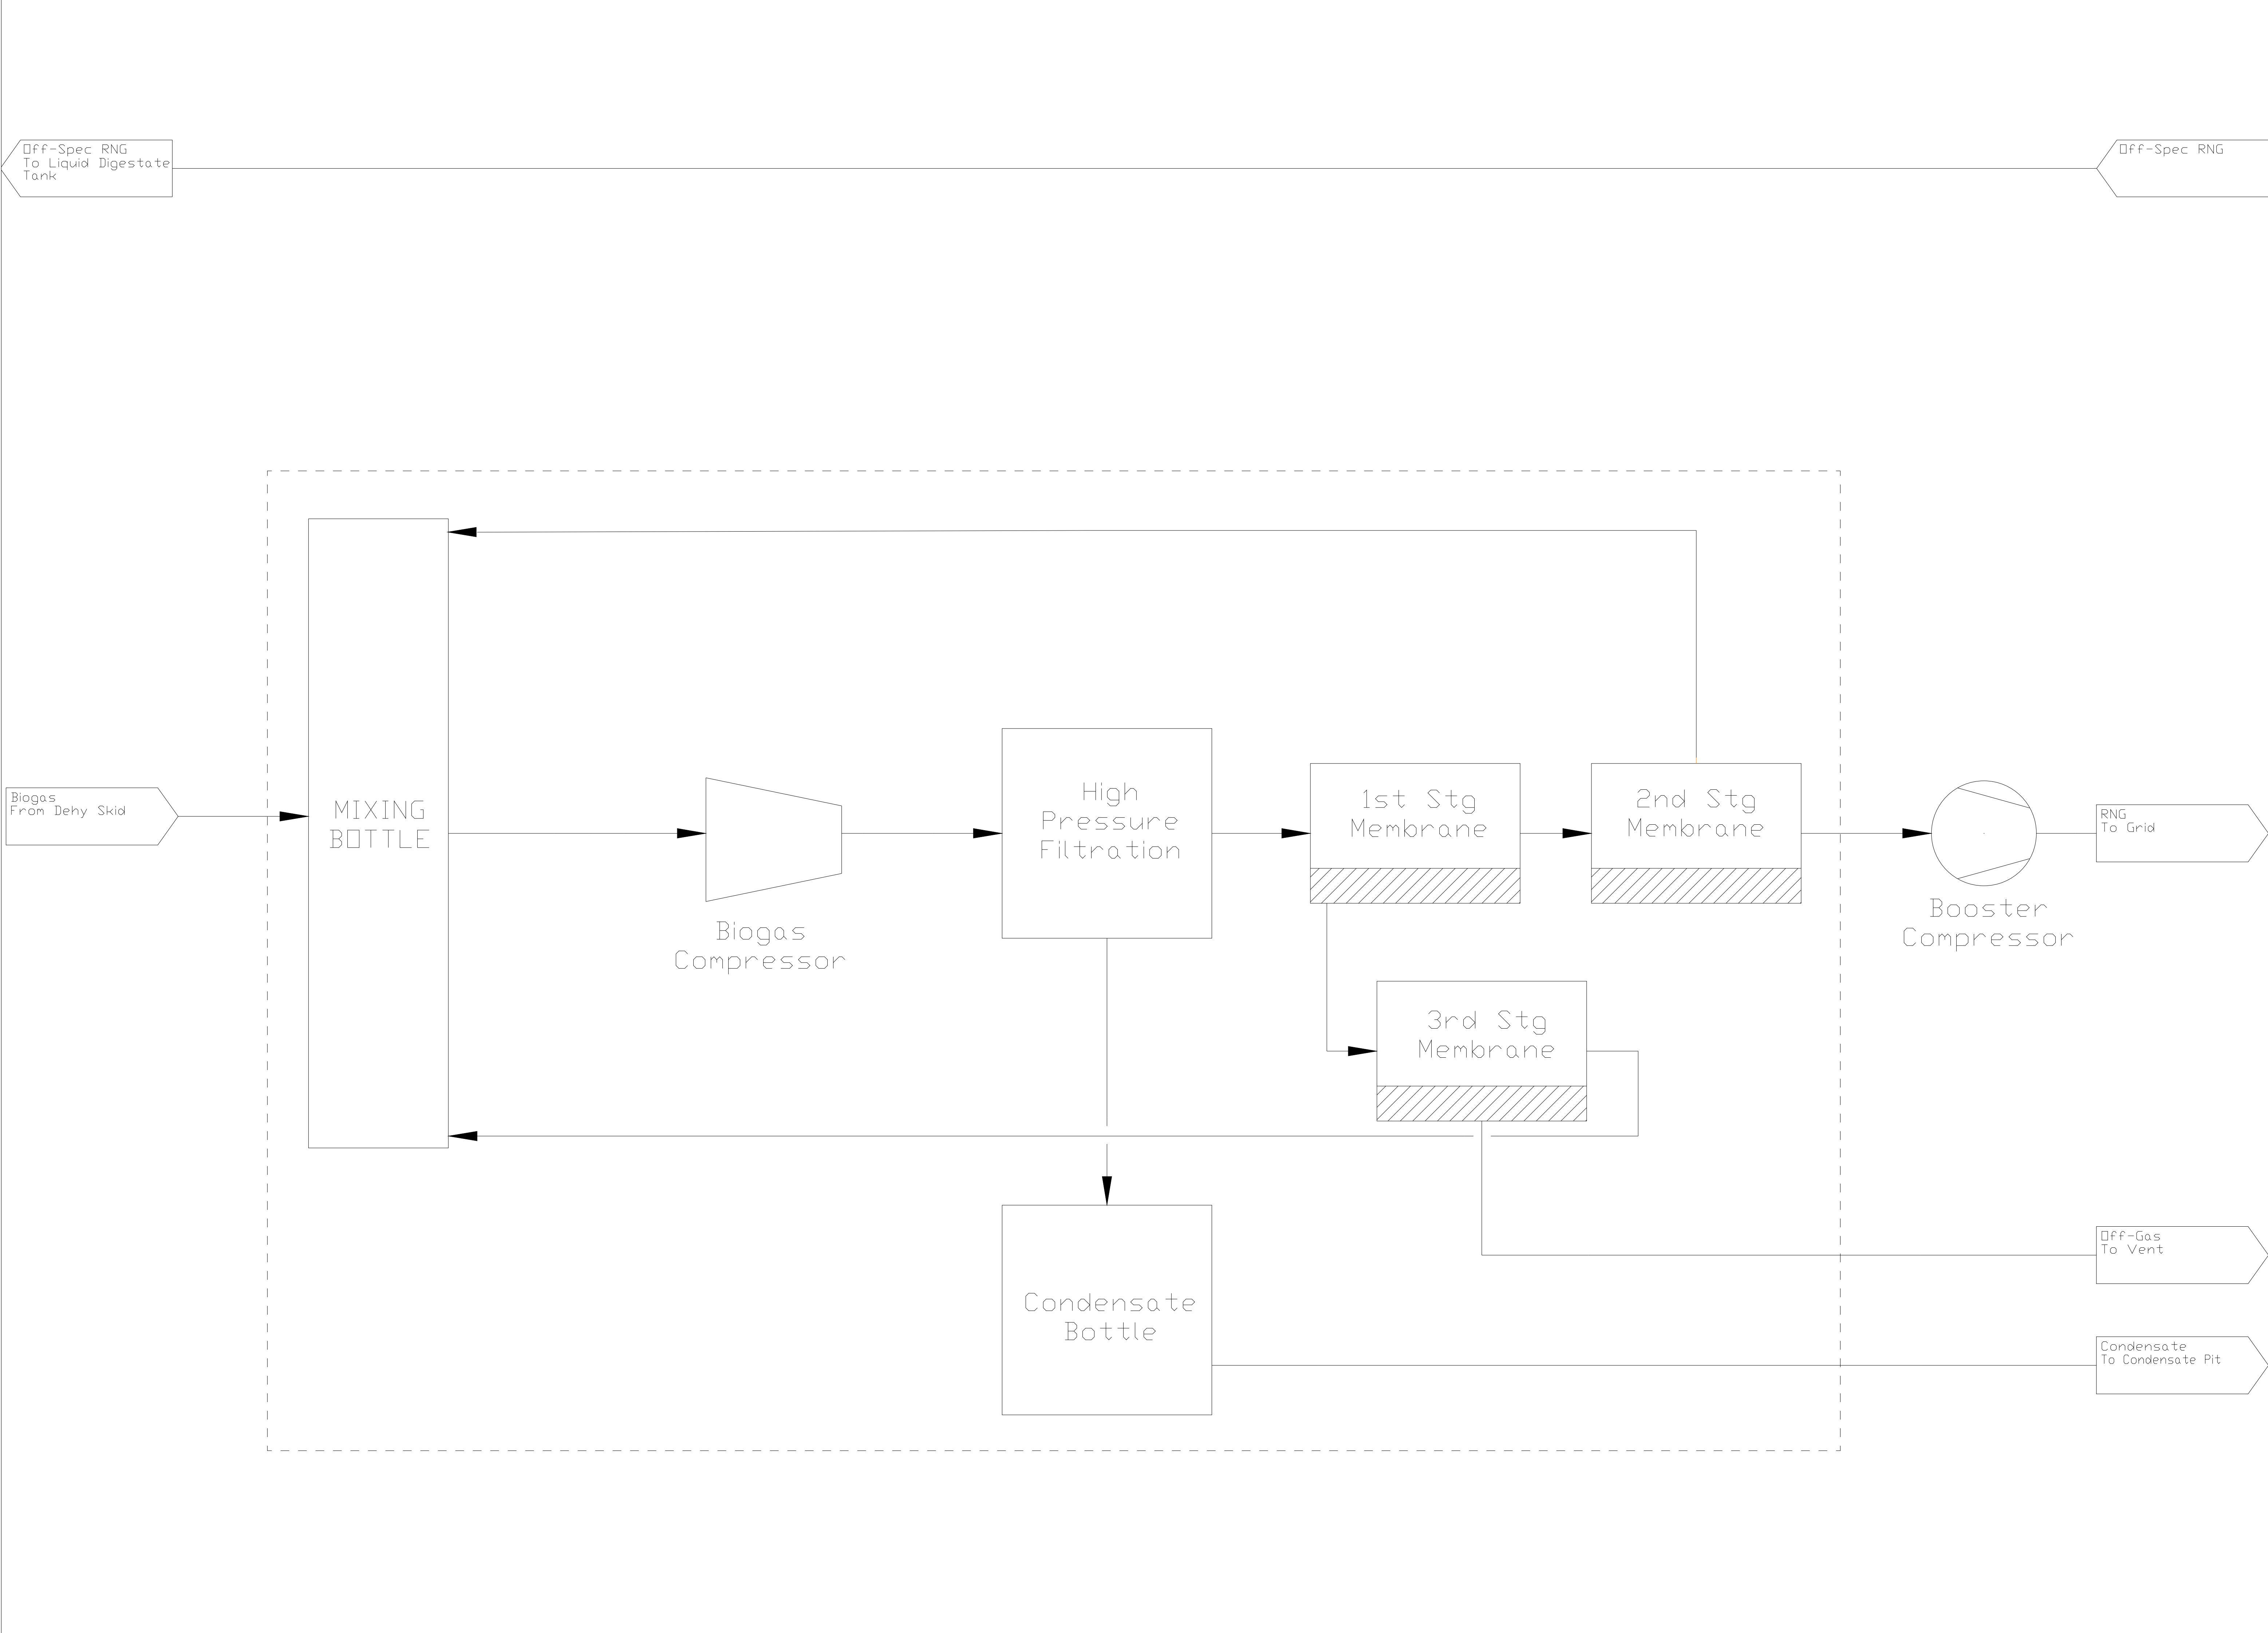 Off-Spec RNG
To Liquid Digestate
Tank
Off-Spec RNG
Biogas
From Dehy Skid
MIXING
BOTTLE
Biogas
Compressor
High
Pressure
Filtration
1st Stg
Membrane
2nd Stg
Membrane
Booster
Compressor
RNG
To Grid
3rd Stg
Membrane
Off-Gas
To Vent
Condensate
Bottle
Condensate
To Condensate Pit